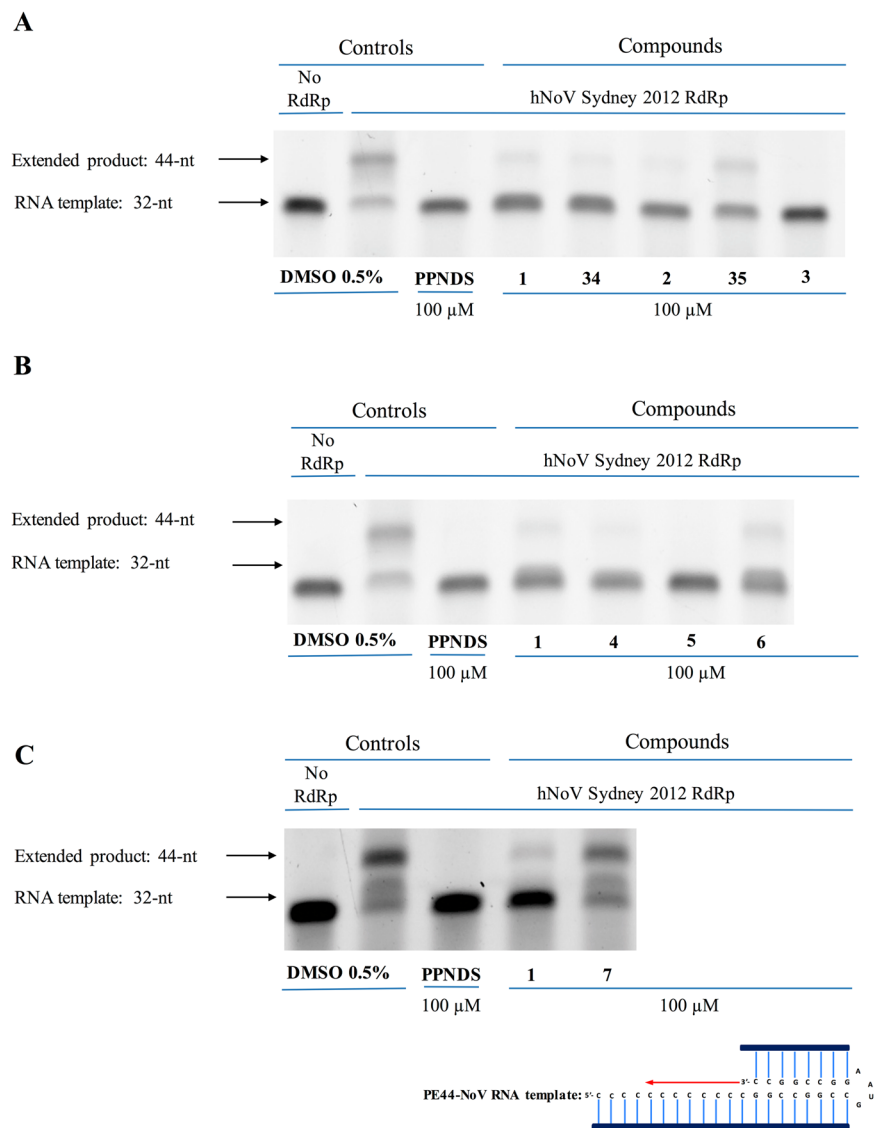 A
Controls
Compounds
No
RdRp
hNoV Sydney 2012 RdRp
Extended product: 44-nt
RNA template: 32-nt
DMSO 0.5% PPNDS 1 34 2 35 3
100 µM 100 µM
B
Controls
Compounds
No
RdRp
hNoV Sydney 2012 RdRp
Extended product: 44-nt
RNA template: 32-nt
DMSO 0.5% PPNDS 1 4 5 6
100 µM 100 µM
C
Controls
Compounds
No
RdRp
hNoV Sydney 2012 RdRp
Extended product: 44-nt
RNA template: 32-nt
DMSO 0.5% PPNDS 1 7
100 µM 100 µM
3'- C C G G C C G G A A U G
PE44-NoV RNA template: 5'- C C C C C C C C C C C C C G G C C G G C C